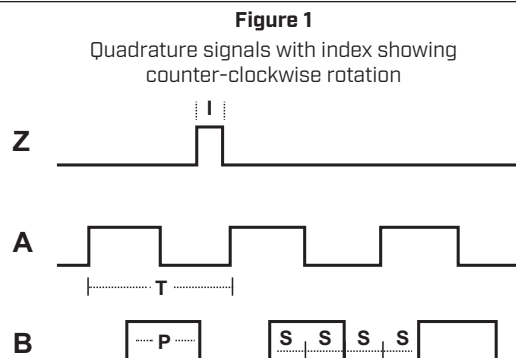 Figure 1
Quadrature signals with index showing
counter-clockwise rotation
I
Z
A
T
B
P
S S S S